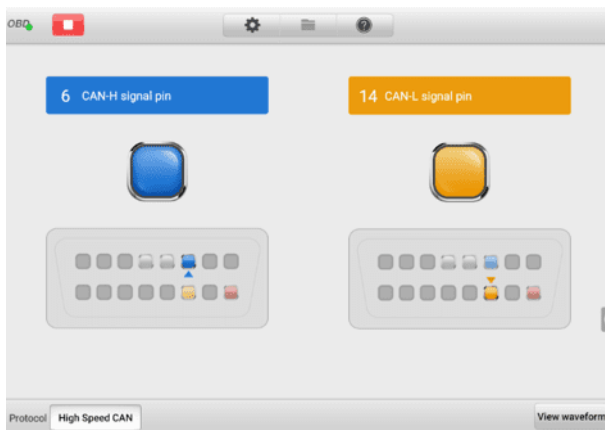 OBD
6 CAN-H signal pin
14 CAN-L signal pin
Protocol High Speed CAN
View waveform